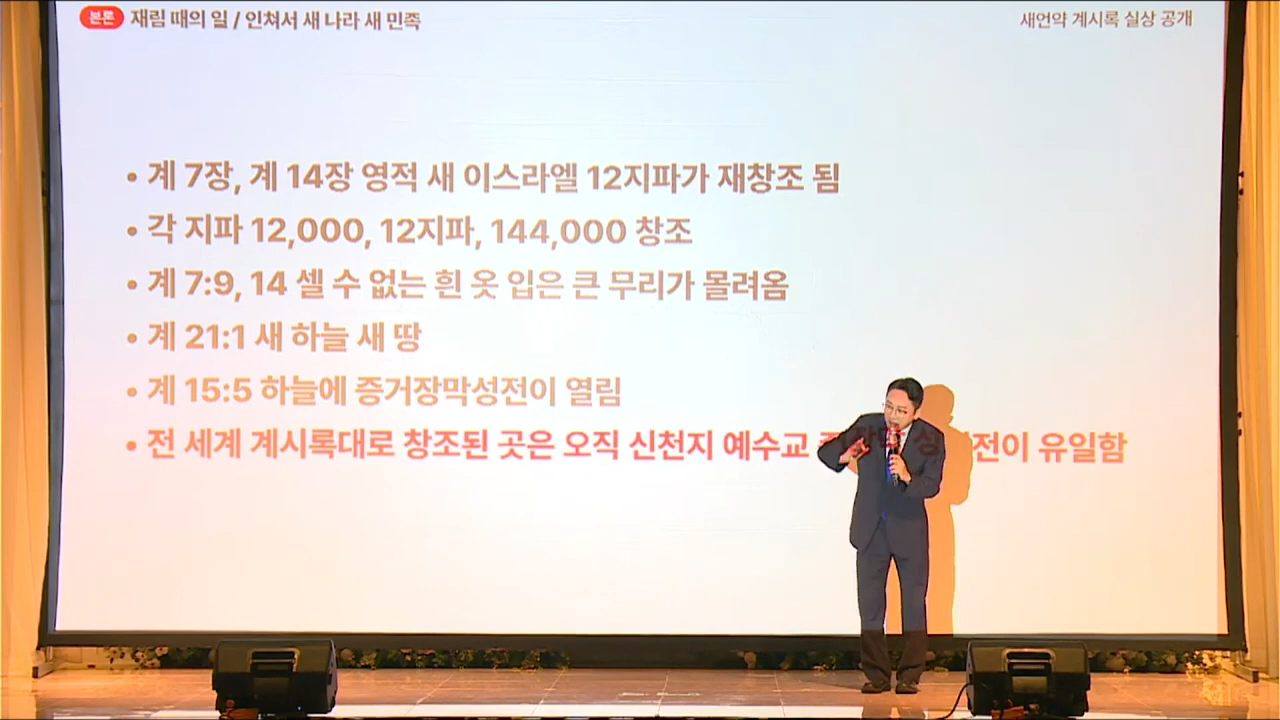 본론 재림 때의 일 / 인쳐서 새 나라 새 민족
새언약 계시록 실상 공개
• 계 7장, 계 14장 영적 새 이스라엘 12지파가 재창조 됨
• 각 지파 12,000, 12지파, 144,000 창조
• 계 7:9, 14 셀 수 없는 흰 옷 입은 큰 무리가 몰려옴
• 계 21:1 새 하늘 새 땅
• 계 15:5 하늘에 증거장막성전이 열림
• 전 세계 계시록대로 창조된 곳은 오직 신천지 예수교 유일함